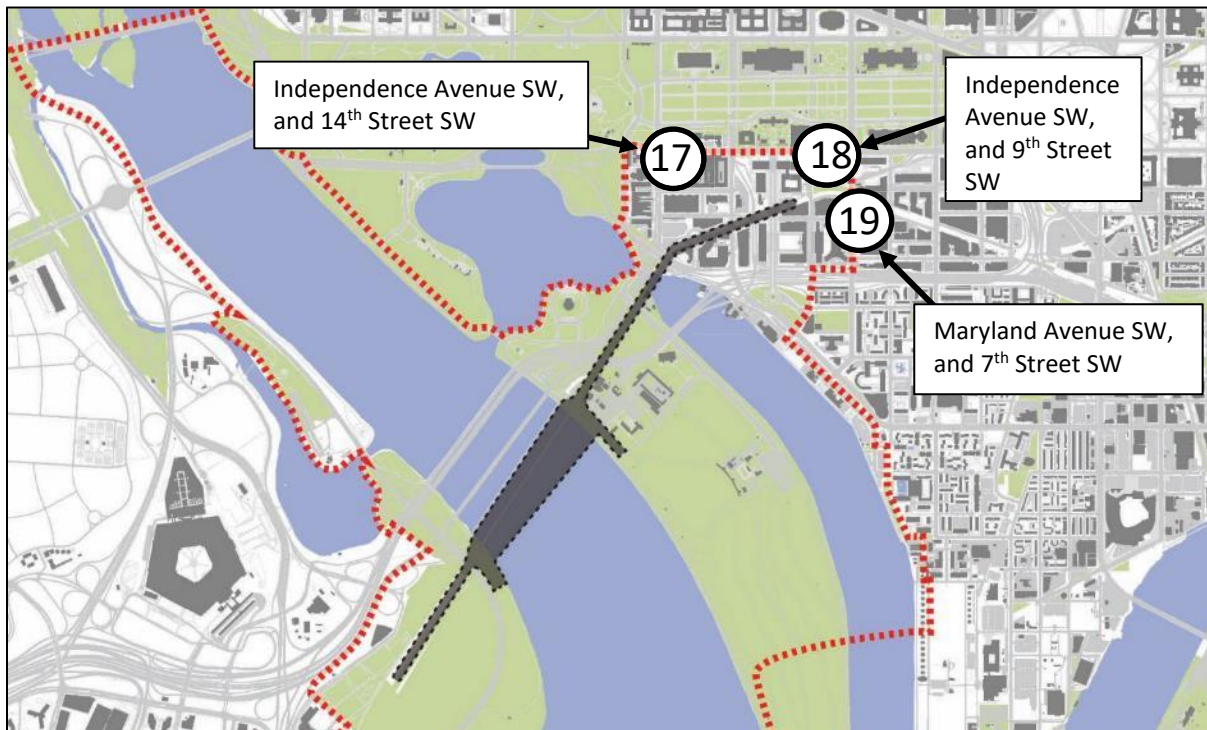 Independence Avenue SW,
and 14th Street SW
17
18
Independence
Avenue SW,
and 9th Street
SW
19
Maryland Avenue SW,
and 7th Street SW